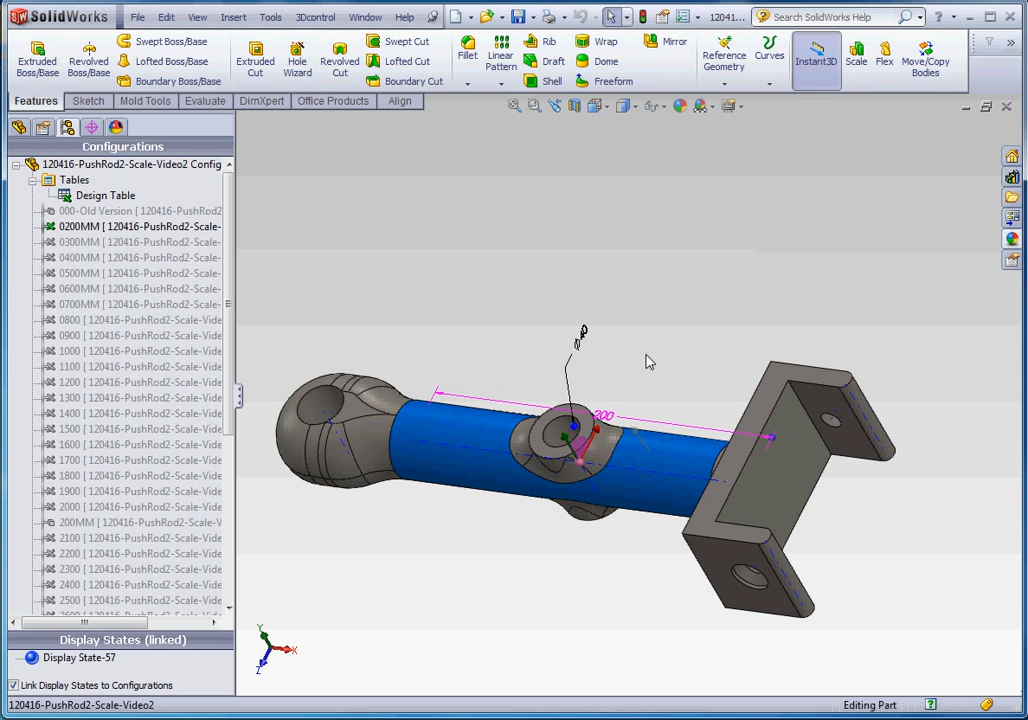 SolidWorks File Edit View Insert Tools 3Dcontrol Window Help 12041... Search SolidWorks Help
Extruded Boss/Base
Revolved Boss/Base
Swept Boss/Base
Lofted Boss/Base
Boundary Boss/Base
Extruded Cut
Hole Wizard
Revolved Cut
Swept Cut
Lofted Cut
Boundary Cut
Fillet
Linear Pattern
Rib
Draft
Shell
Wrap
Dome
Freeform
Mirror
Reference Geometry
Curves
Instant3D
Scale
Flex
Move/Copy Bodies
Features Sketch Mold Tools Evaluate DimXpert Office Products Align
Configurations
120416-PushRod2-Scale-Video2 Config
Tables
Design Table
000-Old Version [ 120416-PushRod2
0200MM [ 120416-PushRod2-Scale-
0300MM [ 120416-PushRod2-Scale-
0400MM [ 120416-PushRod2-Scale-
0500MM [ 120416-PushRod2-Scale-
0600MM [ 120416-PushRod2-Scale-
0700MM [ 120416-PushRod2-Scale-
0800 [ 120416-PushRod2-Scale-Vide
0900 [ 120416-PushRod2-Scale-Vide
1000 [ 120416-PushRod2-Scale-Vide
1100 [ 120416-PushRod2-Scale-Vide
1200 [ 120416-PushRod2-Scale-Vide
1300 [ 120416-PushRod2-Scale-Vide
1400 [ 120416-PushRod2-Scale-Vide
1500 [ 120416-PushRod2-Scale-Vide
1600 [ 120416-PushRod2-Scale-Vide
1700 [ 120416-PushRod2-Scale-Vide
1800 [ 120416-PushRod2-Scale-Vide
1900 [ 120416-PushRod2-Scale-Vide
2000 [ 120416-PushRod2-Scale-Vide
200MM [ 120416-PushRod2-Scale-V
2100 [ 120416-PushRod2-Scale-Vide
2200 [ 120416-PushRod2-Scale-Vide
2300 [ 120416-PushRod2-Scale-Vide
2400 [ 120416-PushRod2-Scale-Vide
2500 [ 120416-PushRod2-Scale-Vide
200
Y
X
Z
Display States (linked)
Display State-57
Link Display States to Configurations
120416-PushRod2-Scale-Video2 Editing Part